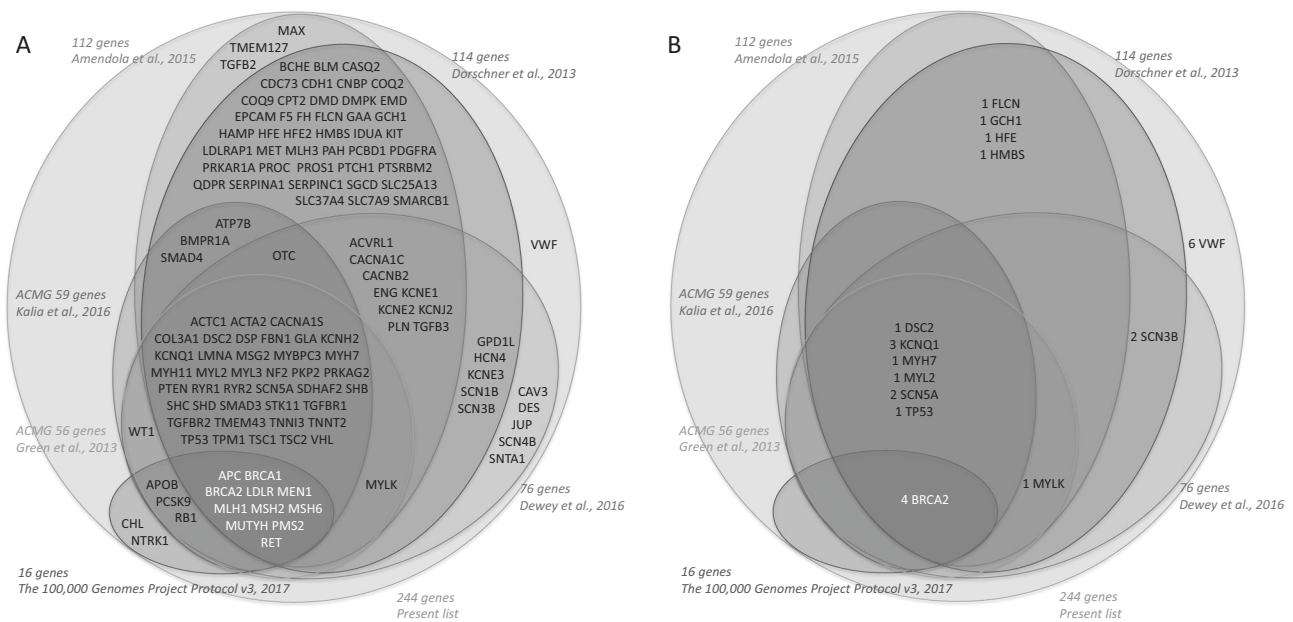 A
112 genes
Amendola et al., 2015
MAX
TMEM127
TGFB2
114 genes
Dorschner et al., 2013
BCHE BLM CASQ2
CDC73 CDH1 CNBP COQ2
COQ9 CPT2 DMD DMPK EMD
EPCAM F5 FH FLCN GAA GCH1
HAMP HFE HFE2 HMBS IDUA KIT
LDLRAP1 MET MLH3 PAH PCBD1 PDGFRA
PRKAR1A PROC PROS1 PTCH1 PTSRBM2
QDPR SERPINA1 SERPINC1 SGCD SLC25A13
SLC37A4 SLC7A9 SMARCB1
ATP7B
BMPR1A
SMAD4
OTC
ACVRL1
CACNA1C
CACNB2
ENG KCNE1
KCNE2 KCNJ2
PLN TGFB3
VWF
ACMG 59 genes
Kalia et al., 2016
ACTC1 ACTA2 CACNA1S
COL3A1 DSC2 DSP FBN1 GLA KCNH2
KCNQ1 LMNA MSG2 MYBPC3 MYH7
MYH11 MYL2 MYL3 NF2 PKP2 PRKAG2
PTEN RYR1 RYR2 SCN5A SDHAF2 SHB
SHC SHD SMAD3 STK11 TGFBR1
TGFBR2 TMEM43 TNNI3 TNNT2
TP53 TPM1 TSC1 TSC2 VHL
GPD1L
HCN4
KCNE3
SCN1B
SCN3B
CAV3
DES
JUP
SCN4B
SNTA1
ACMG 56 genes
Green et al., 2013
WT1
MYLK
APOB
PCSK9
RB1
CHL
NTRK1
APC BRCA1
BRCA2 LDLR MEN1
MLH1 MSH2 MSH6
MUTYH PMS2
RET
76 genes
Dewey et al., 2016
16 genes
The 100,000 Genomes Project Protocol v3, 2017
244 genes
Present list
B
112 genes
Amendola et al., 2015
114 genes
Dorschner et al., 2013
1 FLCN
1 GCH1
1 HFE
1 HMBS
6 VWF
ACMG 59 genes
Kalia et al., 2016
1 DSC2
3 KCNQ1
1 MYH7
1 MYL2
2 SCN5A
1 TP53
2 SCN3B
ACMG 56 genes
Green et al., 2013
1 MYLK
4 BRCA2
76 genes
Dewey et al., 2016
16 genes
The 100,000 Genomes Project Protocol v3, 2017
244 genes
Present list